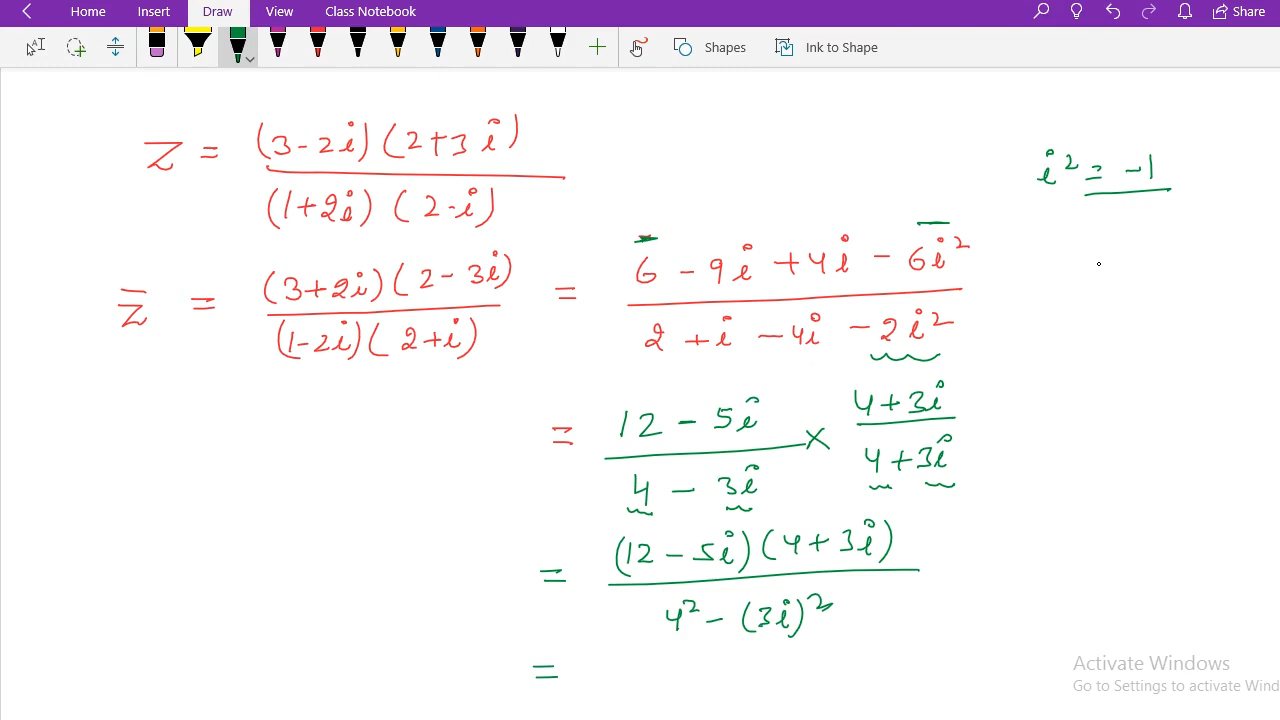 Home Insert Draw View Class Notebook Share
Shapes Ink to Shape
Z = (3-2i)(2+3i) / (1+2i)(2-i)
i² = -1
z̄ = (3+2i)(2-3i) / (1-2i)(2+i) = 6 - 9i + 4i - 6i² / 2 + i - 4i - 2i²
= 12 - 5i / 4 - 3i × 4+3i / 4+3i
= (12-5i)(4+3i) / 4² - (3i)²
=
Activate Windows
Go to Settings to activate Wind